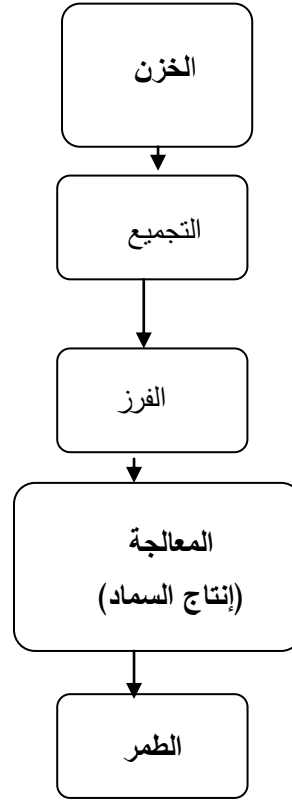 الخزن
التجميع
الفرز
المعالجة
(إنتاج السماد)
الطمر